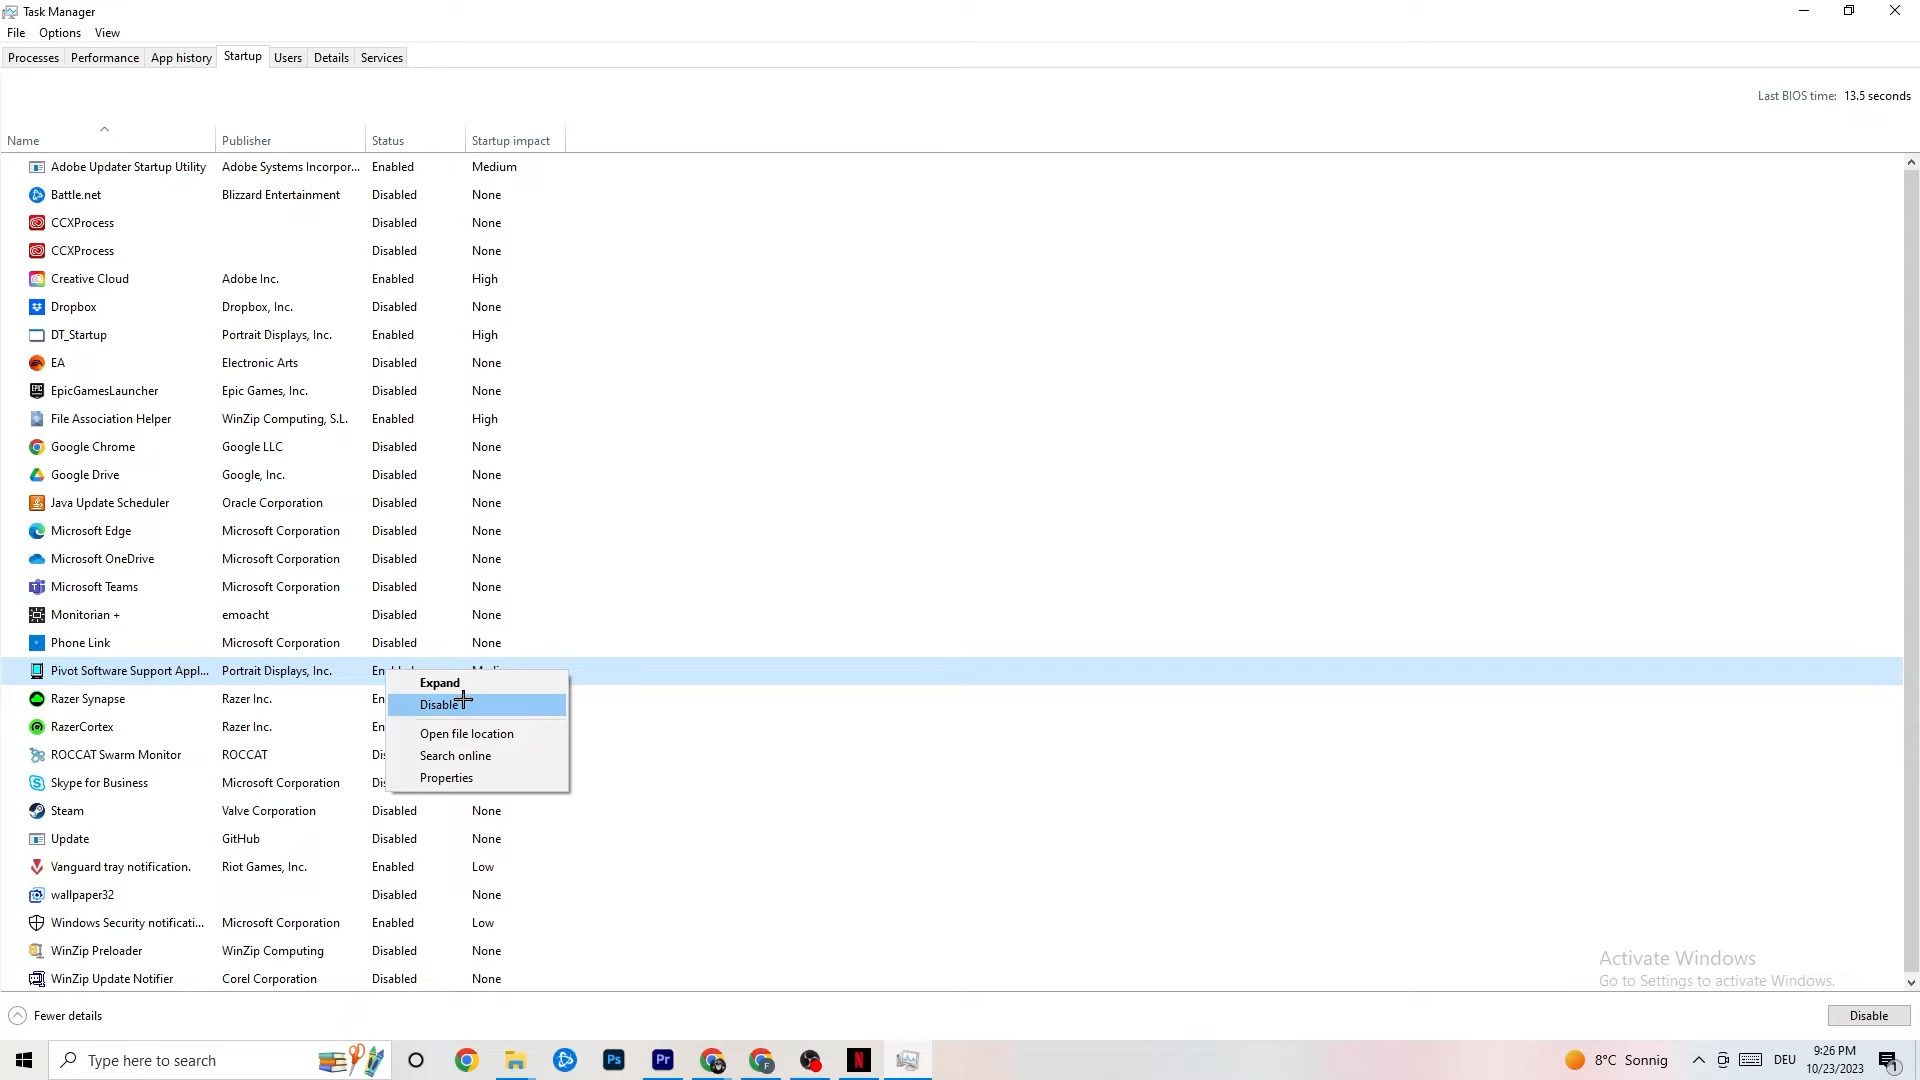 Task Manager
File Options View
Processes Performance App history Startup Users Details Services
Last BIOS time: 13.5 seconds
Name Publisher Status Startup impact
Adobe Updater Startup Utility Adobe Systems Incorpor... Enabled Medium
Battle.net Blizzard Entertainment Disabled None
CCXProcess Disabled None
CCXProcess Disabled None
Creative Cloud Adobe Inc. Enabled High
Dropbox Dropbox, Inc. Disabled None
DT_Startup Portrait Displays, Inc. Enabled High
EA Electronic Arts Disabled None
EpicGamesLauncher Epic Games, Inc. Disabled None
File Association Helper WinZip Computing, S.L. Enabled High
Google Chrome Google LLC Disabled None
Google Drive Google, Inc. Disabled None
Java Update Scheduler Oracle Corporation Disabled None
Microsoft Edge Microsoft Corporation Disabled None
Microsoft OneDrive Microsoft Corporation Disabled None
Microsoft Teams Microsoft Corporation Disabled None
Monitorian + emoacht Disabled None
Phone Link Microsoft Corporation Disabled None
Pivot Software Support Appl... Portrait Displays, Inc.
Expand
Razer Synapse Razer Inc.
Disable
RazerCortex Razer Inc.
Open file location
ROCCAT Swarm Monitor ROCCAT
Search online
Skype for Business Microsoft Corporation
Properties
Steam Valve Corporation Disabled None
Update GitHub Disabled None
Vanguard tray notification. Riot Games, Inc. Enabled Low
wallpaper32 Disabled None
Windows Security notificati... Microsoft Corporation Enabled Low
WinZip Preloader WinZip Computing Disabled None
WinZip Update Notifier Corel Corporation Disabled None
Activate Windows
Go to Settings to activate Windows.
Fewer details Disable
Type here to search Ps Pr F N 8°C Sonnig DEU 9:26 PM
10/23/2023 1